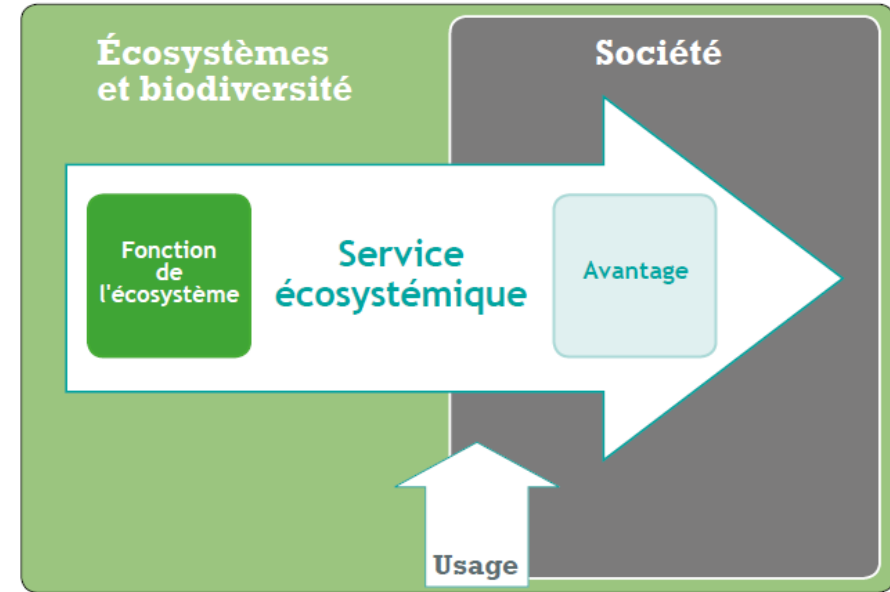 Écosystèmes
et biodiversité
Société
Fonction
de
l'écosystème
Service
écosystémique
Avantage
Usage